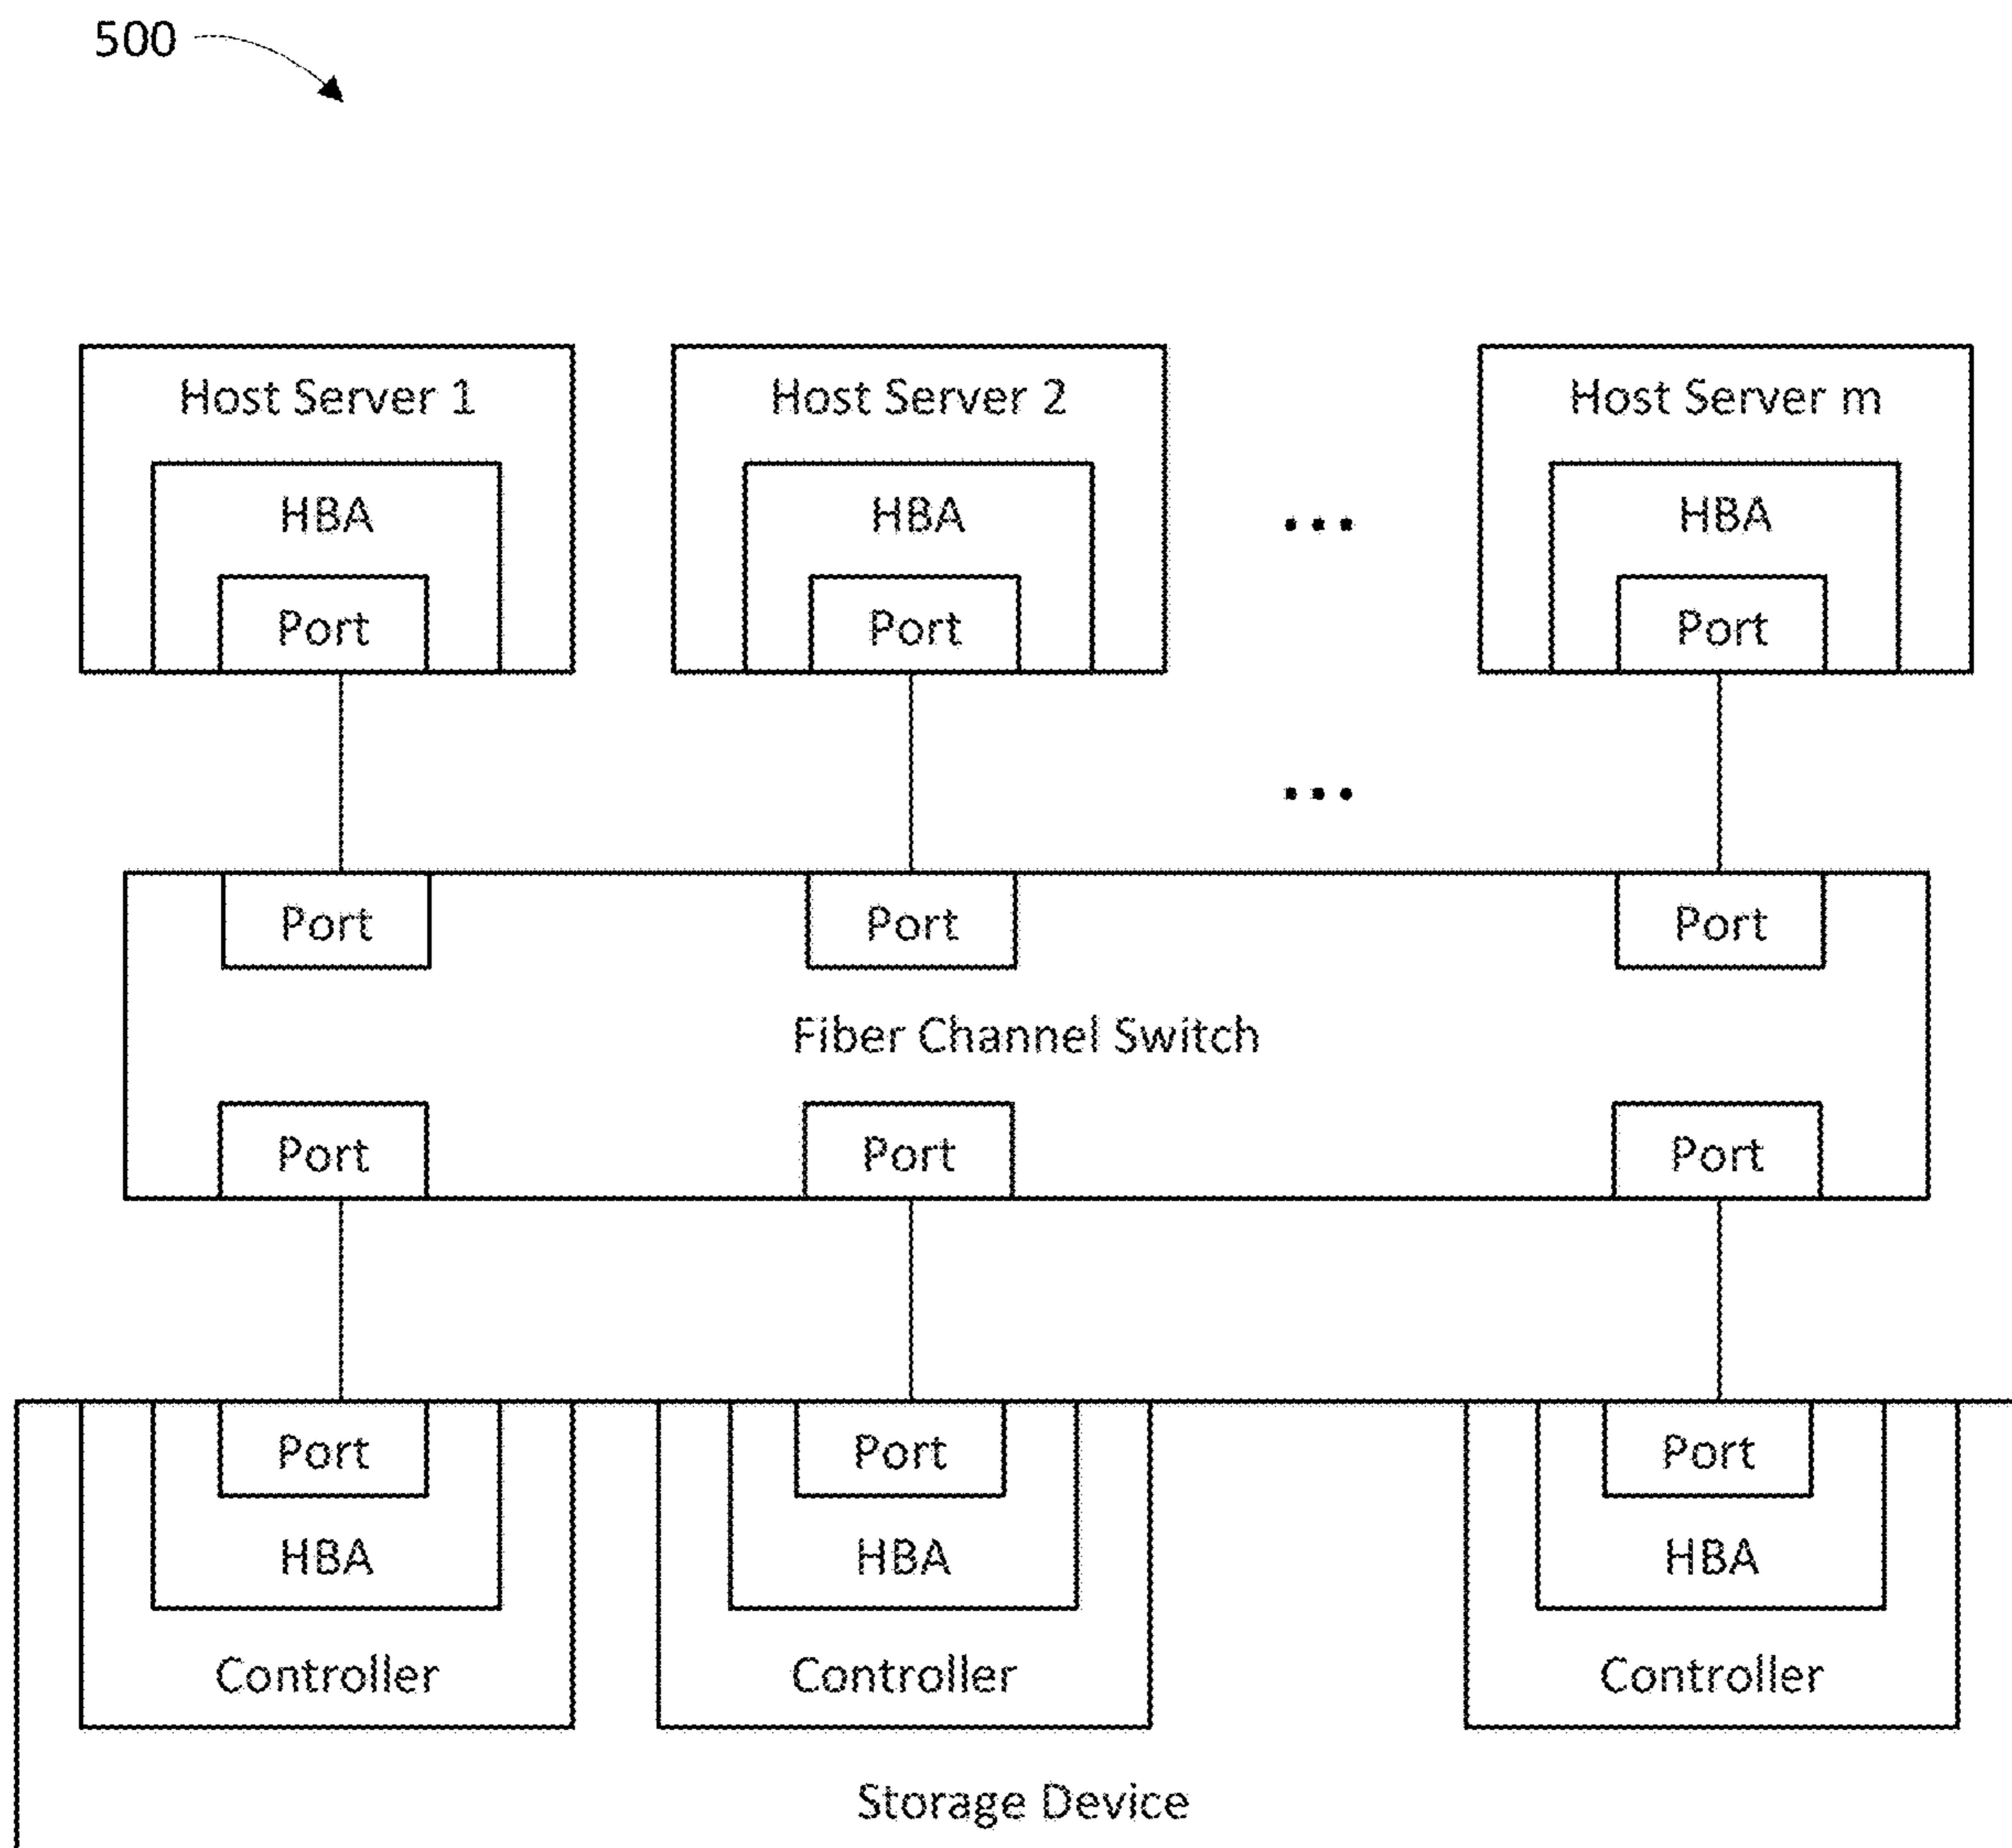 500
Host Server 1 Host Server 2 Host Server m
HBA HBA ... HBA
Port Port Port
...
Port Port Port
Fiber Channel Switch
Port Port Port
Port Port Port
HBA HBA HBA
Controller Controller Controller
Storage Device